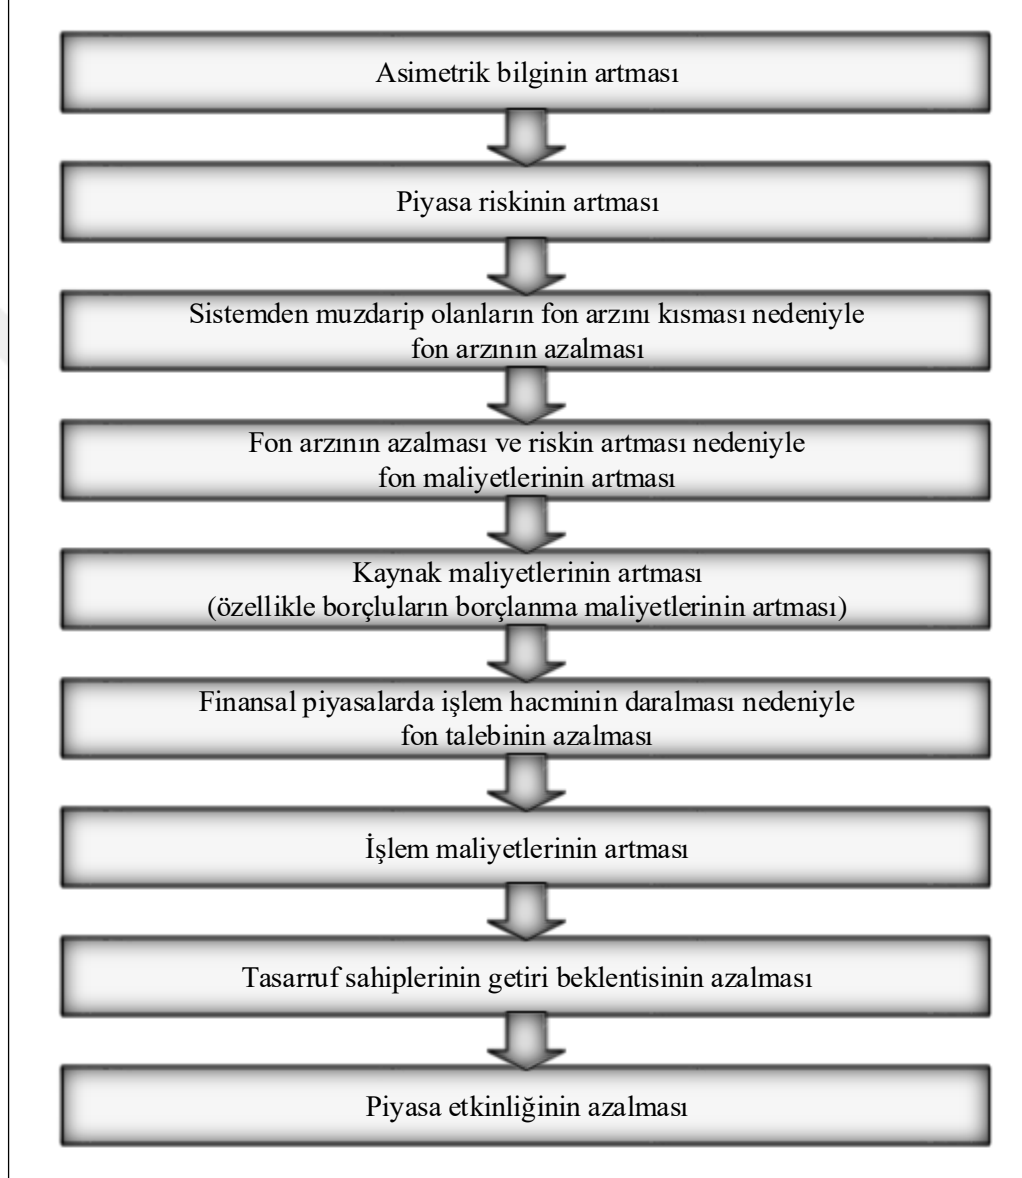 Asimetrik bilginin artması
Piyasa riskinin artması
Sistemden muzdarip olanların fon arzını kısması nedeniyle
fon arzının azalması
Fon arzının azalması ve riskin artması nedeniyle
fon maliyetlerinin artması
Kaynak maliyetlerinin artması
(özellikle borçluların borçlanma maliyetlerinin artması)
Finansal piyasalarda işlem hacminin daralması nedeniyle
fon talebinin azalması
İşlem maliyetlerinin artması
Tasarruf sahiplerinin getiri beklentisinin azalması
Piyasa etkinliğinin azalması